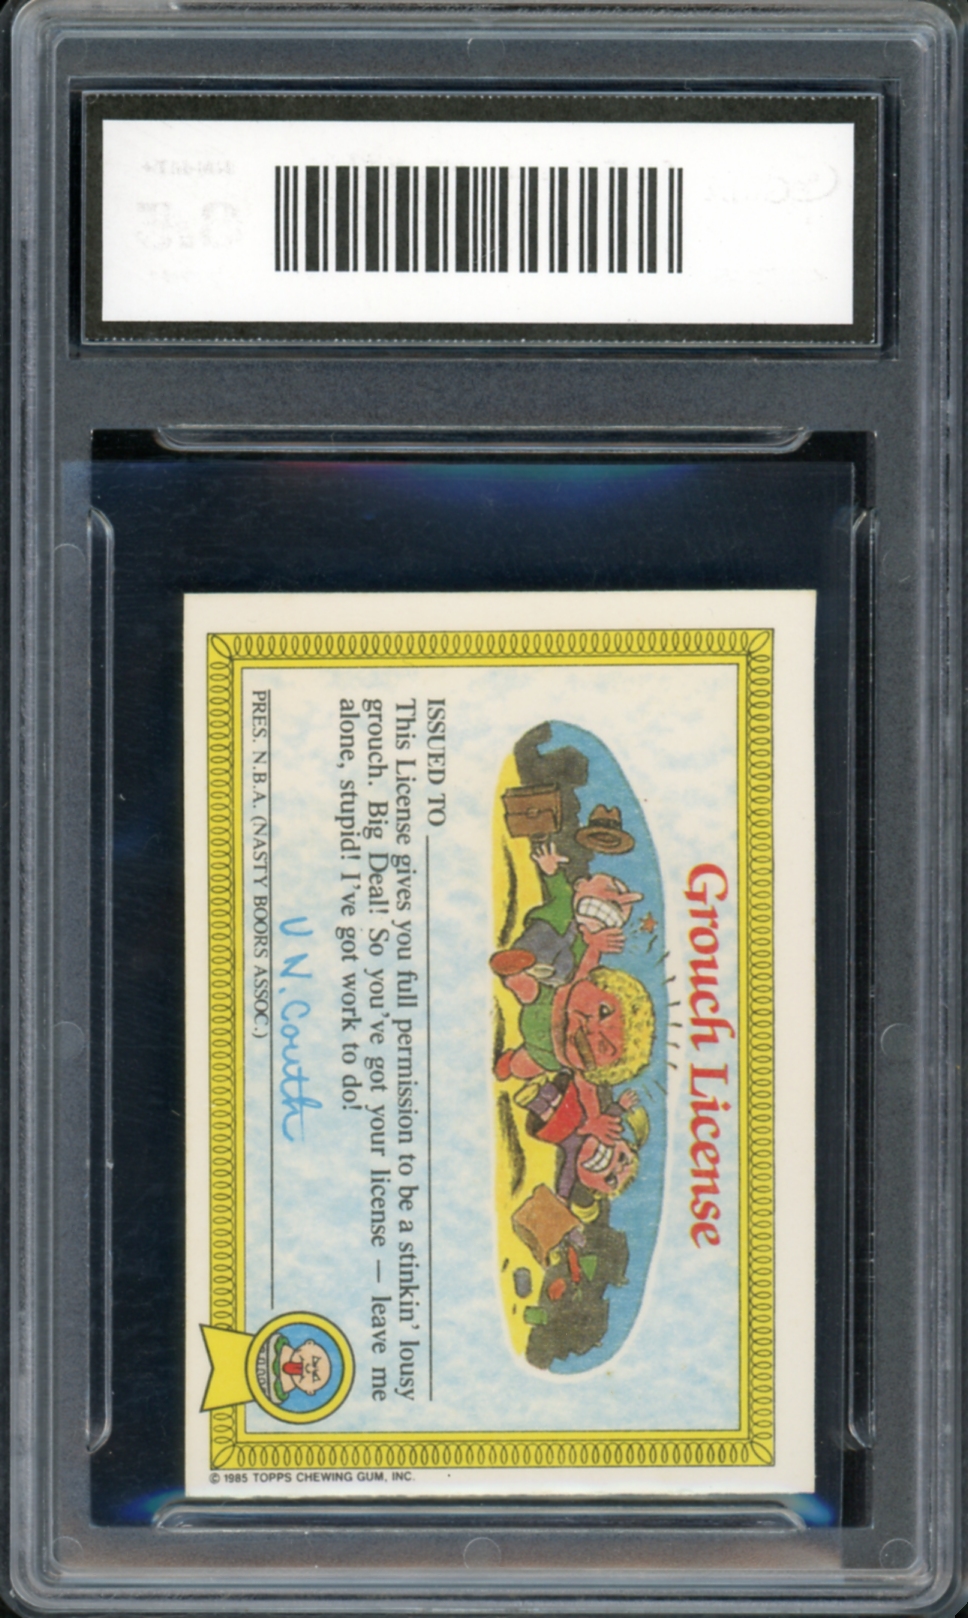 Grouch License
ISSUED TO
This License gives you full permission to be a stinkin' lousy
grouch. Big Deal! So you've got your license — leave me
alone, stupid! I've got work to do!
U N. Couth
PRES. N.B.A. (NASTY BOORS ASSOC.)
© 1985 TOPPS CHEWING GUM, INC.